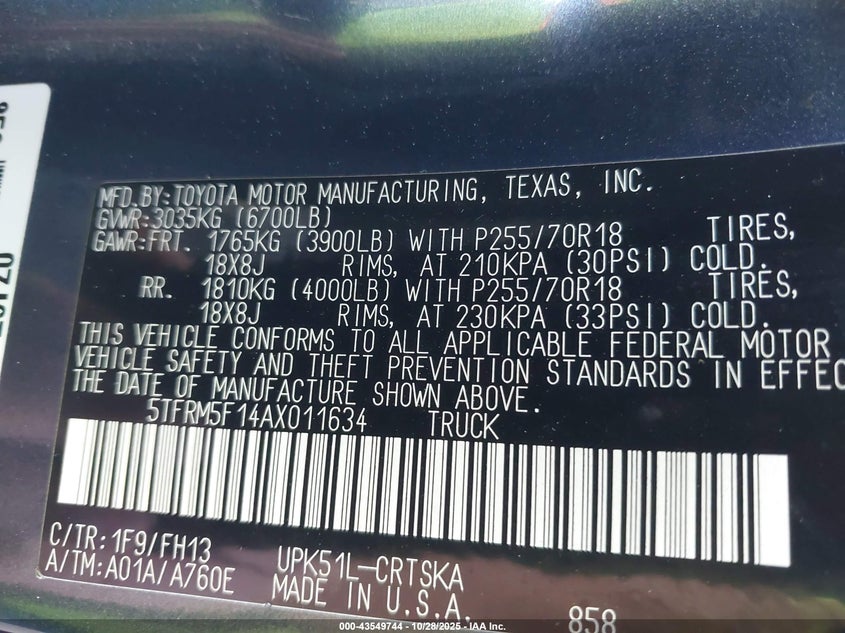 MFD.BY:TOYOTA MOTOR MANUFACTURING, TEXAS, INC.
GVWR:3035KG (6700LB)
GAWR:FRT. 1765KG (3900LB) WITH P255/70R18 TIRES,
18X8J RIMS, AT 210KPA (30PSI) COLD.
RR. 1810KG (4000LB) WITH P255/70R18 TIRES,
18X8J RIMS, AT 230KPA (33PSI) COLD.
THIS VEHICLE CONFORMS TO ALL APPLICABLE FEDERAL MOTOR
VEHICLE SAFETY AND THEFT PREVENTION STANDARDS IN EFFEC
THE DATE OF MANUFACTURE SHOWN ABOVE.
5TFRM5F14AX011634 TRUCK
C/TR:1F9/FH13
A/TM:A01A/A760E
UPK51L-CRTSKA
MADE IN U.S.A.
858
000-43549744 - 10/28/2025 - IAA Inc.